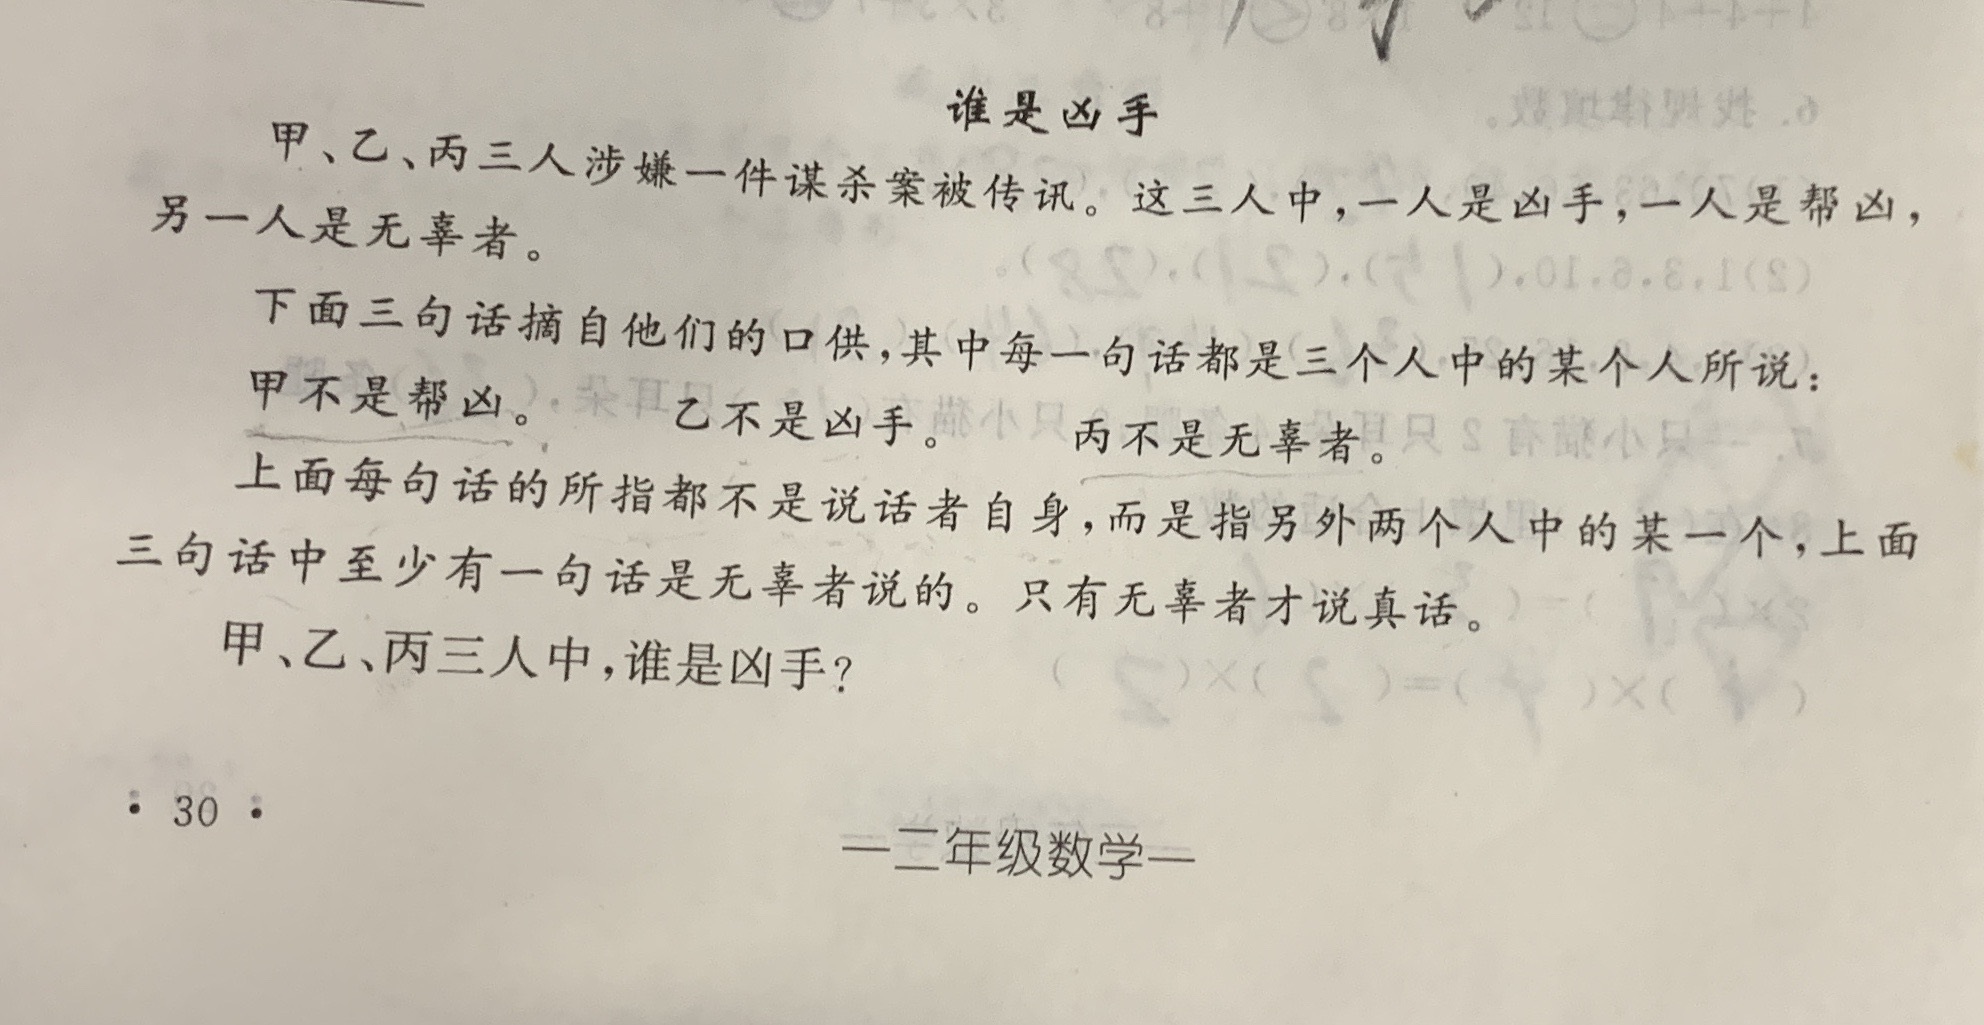 谁是凶手
甲、乙、丙三人涉嫌一件谋杀案被传讯。这三人中,一人是凶手,一人是帮凶,
另一人是无辜者。
下面三句话摘自他们的口供,其中每一句话都是三个人中的某个人所说:
甲不是帮凶。 乙不是凶手。 丙不是无辜者。
上面每句话的所指都不是说话者自身,而是指另外两个人中的某一个,上面
三句话中至少有一句话是无辜者说的。只有无辜者才说真话。
甲、乙、丙三人中,谁是凶手?
· 30 ·
—二年级数学—